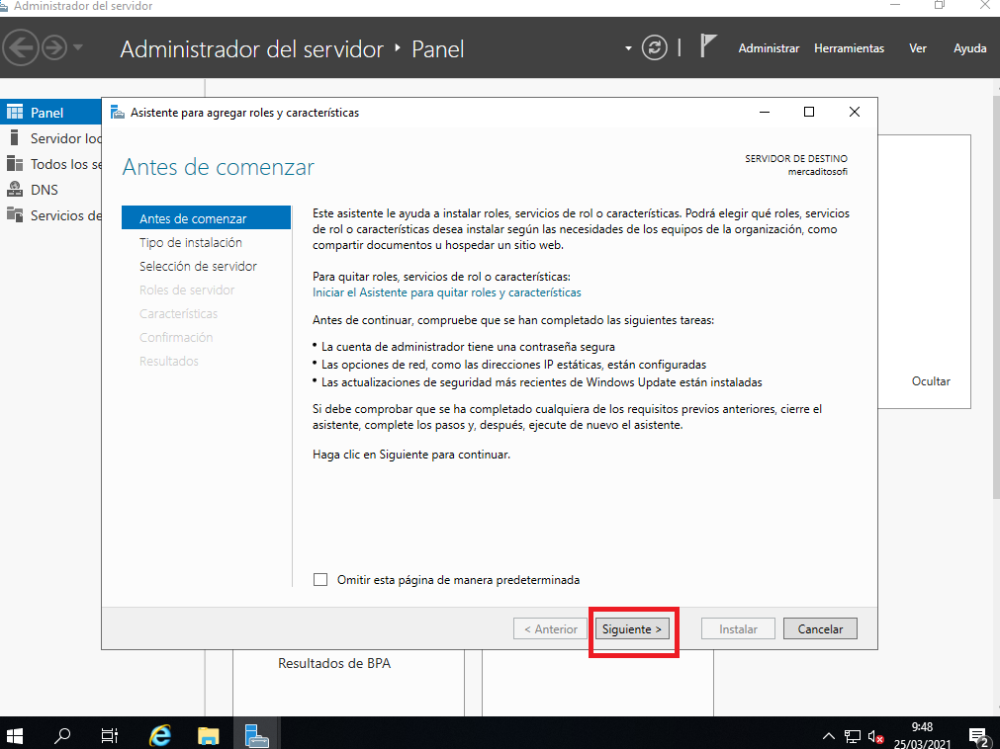 Administrador del servidor
Administrador del servidor
Panel
Administrar
Herramientas
Ver
Ayuda
Panel
Servidor loc
Todos los se
DNS
Servicios de
Asistente para agregar roles y características
Antes de comenzar
SERVIDOR DE DESTINO
mercaditosofi
Antes de comenzar
Tipo de instalación
Selección de servidor
Roles de servidor
Características
Confirmación
Resultados
Este asistente le ayuda a instalar roles, servicios de rol o características. Podrá elegir qué roles, servicios
de rol o características desea instalar según las necesidades de los equipos de la organización, como
compartir documentos u hospedar un sitio web.
Para quitar roles, servicios de rol o características:
Iniciar el Asistente para quitar roles y características
Antes de continuar, compruebe que se han completado las siguientes tareas:
• La cuenta de administrador tiene una contraseña segura
• Las opciones de red, como las direcciones IP estáticas, están configuradas
• Las actualizaciones de seguridad más recientes de Windows Update están instaladas
Si debe comprobar que se ha completado cualquiera de los requisitos previos anteriores, cierre el
asistente, complete los pasos y, después, ejecute de nuevo el asistente.
Haga clic en Siguiente para continuar.
Ocultar
Omitir esta página de manera predeterminada
< Anterior
Siguiente >
Instalar
Cancelar
Resultados de BPA
9:48
25/03/2021
2